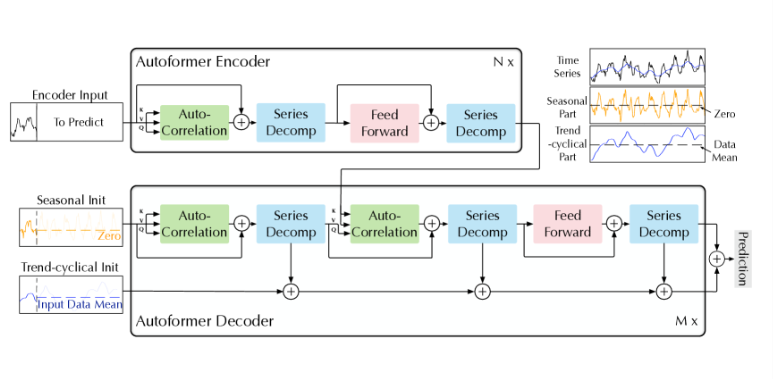 Autoformer Encoder
N x
Encoder Input
To Predict
K
V
Q
Auto-
Correlation
Series
Decomp
Feed
Forward
Series
Decomp
Time
Series
Seasonal
Part
Zero
Trend
-cyclical
Part
Data
Mean
Seasonal Init
Zero
K
V
Q
Auto-
Correlation
Series
Decomp
K
V
Q
Auto-
Correlation
Series
Decomp
Feed
Forward
Series
Decomp
Prediction
Trend-cyclical Init
Input Data Mean
Autoformer Decoder
M x